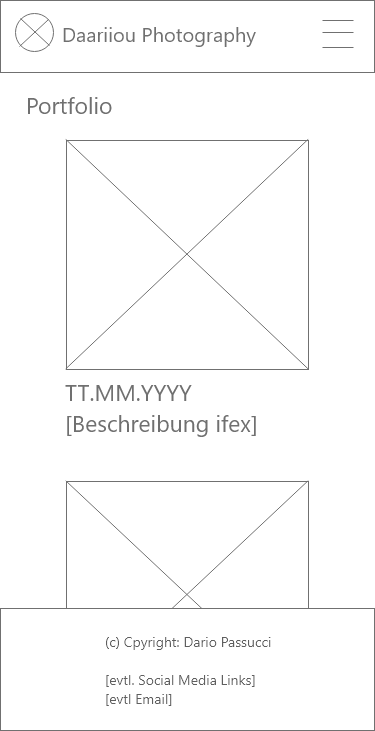 Daariiou Photography
Portfolio
TT.MM.YYYY
[Beschreibung ifex]
(c) Cpyright: Dario Passucci
[evtl. Social Media Links]
[evtl Email]